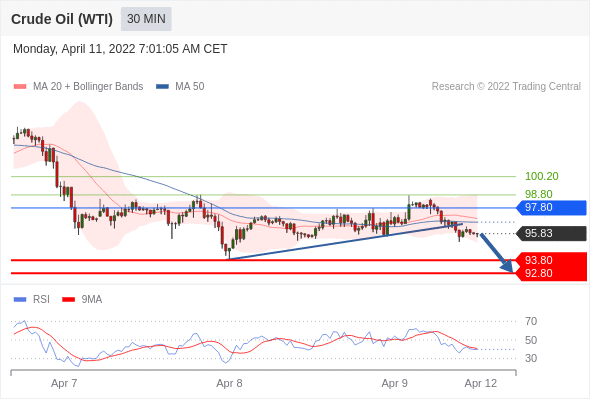 Crude Oil (WTI) 30 MIN
Monday, April 11, 2022 7:01:05 AM CET
MA 20 + Bollinger Bands MA 50 Research © 2022 Trading Central
100.20
98.80
97.80
95.83
93.80
92.80
RSI 9MA
70
50
30
Apr 7 Apr 8 Apr 9 Apr 12